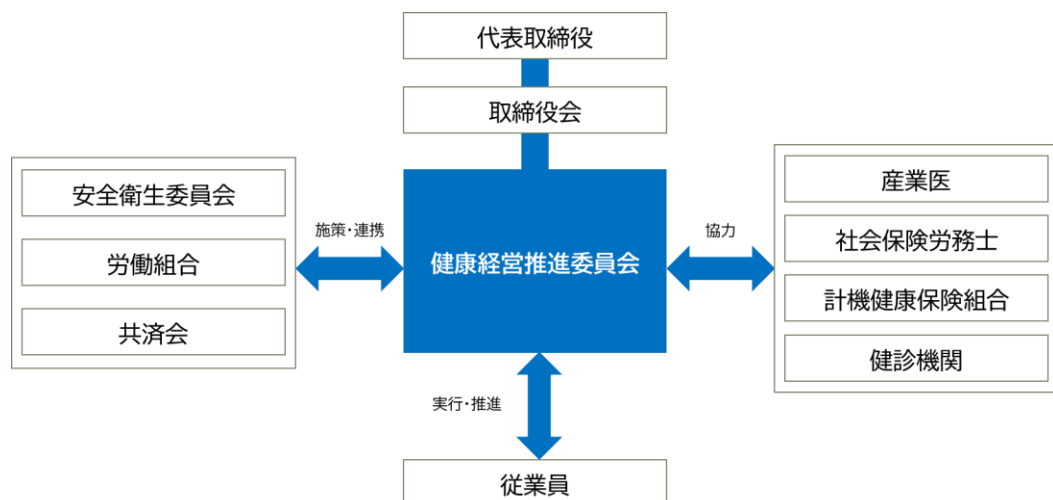 代表取締役
取締役会
安全衛生委員会
労働組合
共済会
施策・連携
健康経営推進委員会
協力
産業医
社会保険労務士
計機健康保険組合
健診機関
実行・推進
従業員